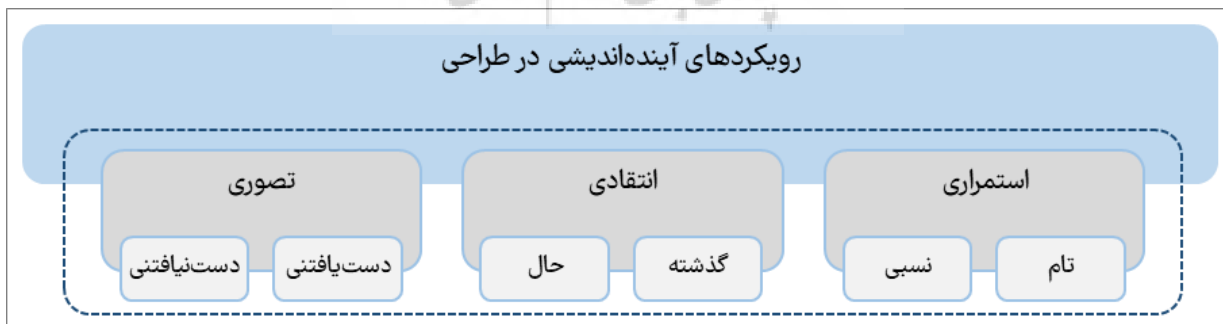 رویکردهای آینده‌اندیشی در طراحی
استمراری
انتقادی
تصوری
تام
نسبی
گذشته
حال
دست‌یافتنی
دست‌نیافتنی